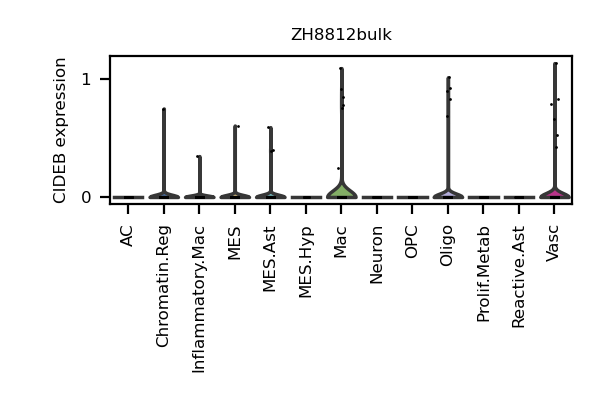 ZH8812bulk
CIDEB expression
1
0
AC
Chromatin.Reg
Inflammatory.Mac
MES
MES.Ast
MES.Hyp
Mac
Neuron
OPC
Oligo
Prolif.Metab
Reactive.Ast
Vasc